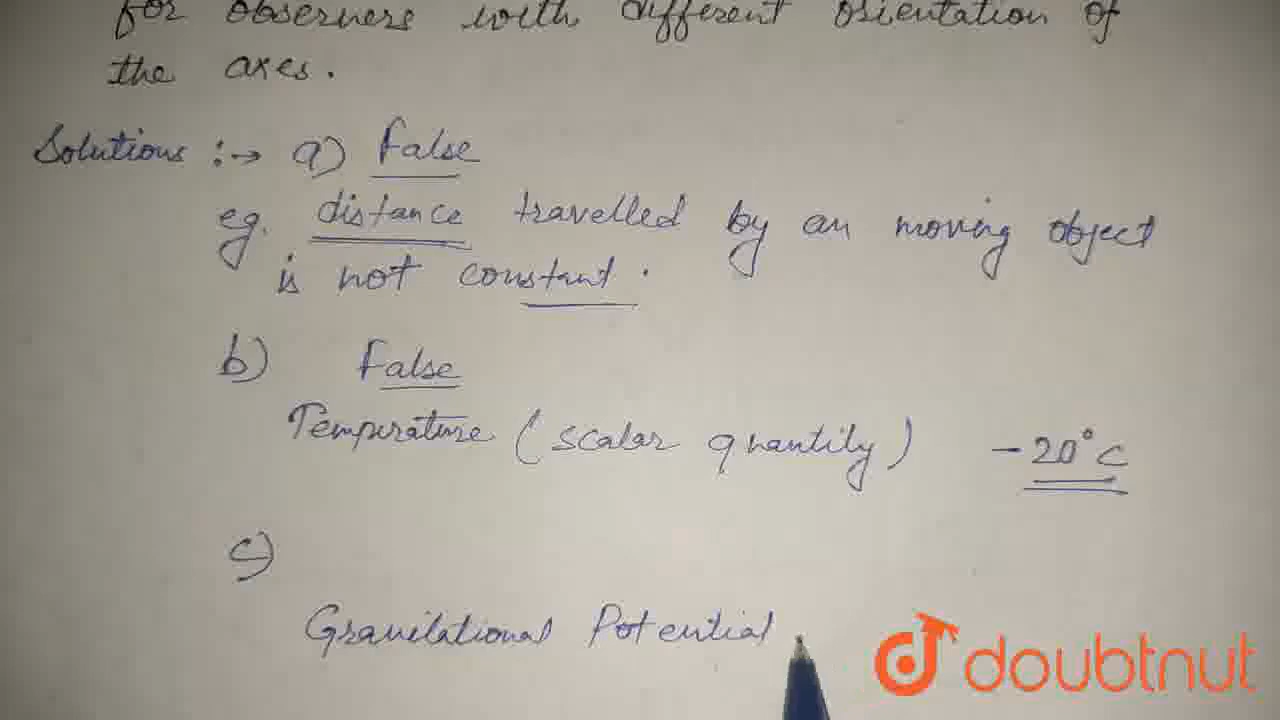 for observers with different orientation of
the axes.
Solutions :→ a) False
eg. distance travelled by an moving object
is not constant.
b) False
Temperature (scalar quantity) -20°C
c)
Gravitational Potential
doubtnut